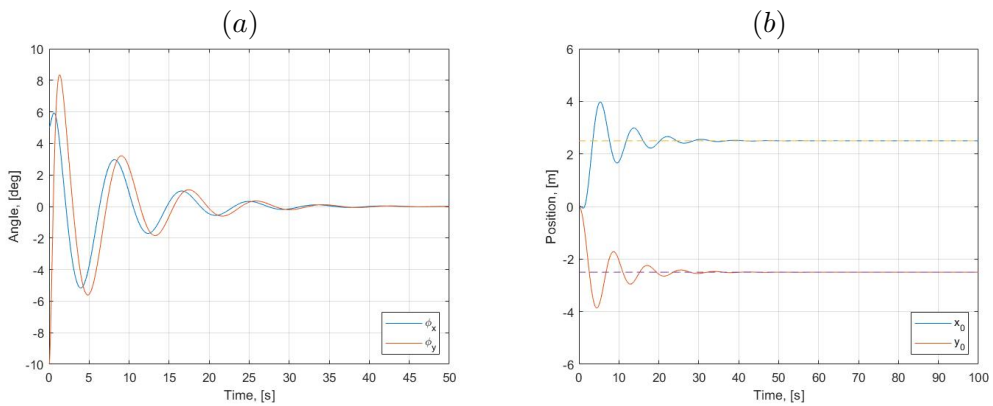 (a)
10
8
6
4
2
0
-2
-4
-6
-8
-10
Angle, [deg]
0 5 10 15 20 25 30 35 40 45 50
Time, [s]
ϕx
ϕy
(b)
6
4
2
0
-2
-4
-6
Position, [m]
0 10 20 30 40 50 60 70 80 90 100
Time, [s]
x0
y0